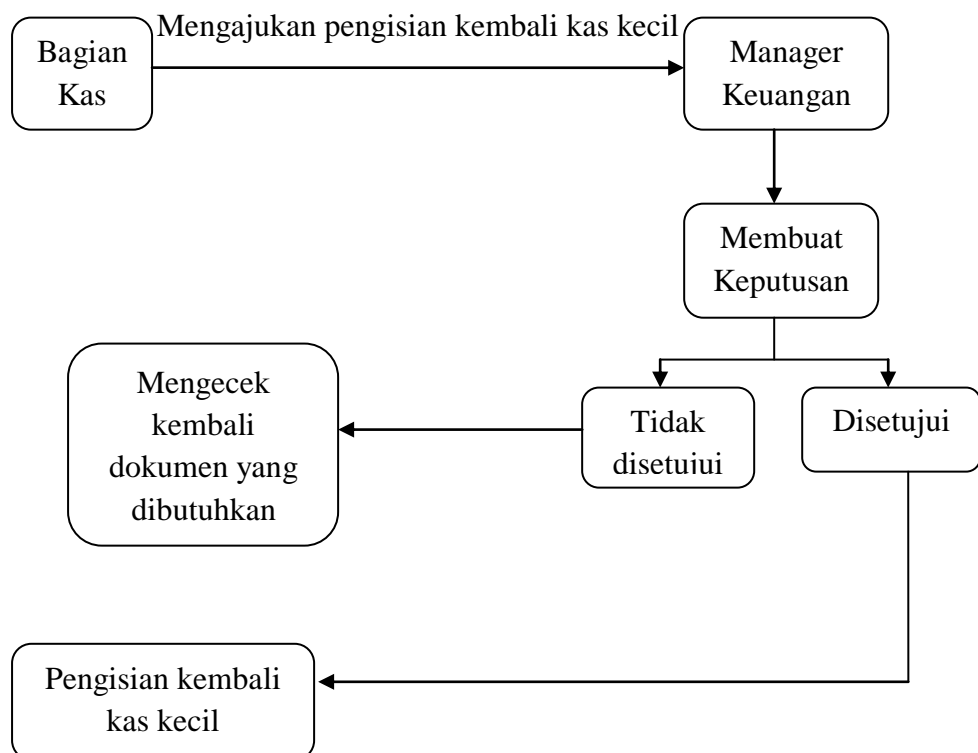 Mengajukan pengisian kembali kas kecil
Bagian
Kas
Manager
Keuangan
Membuat
Keputusan
Mengecek
kembali
dokumen yang
dibutuhkan
Tidak
disetujui
Disetujui
Pengisian kembali
kas kecil